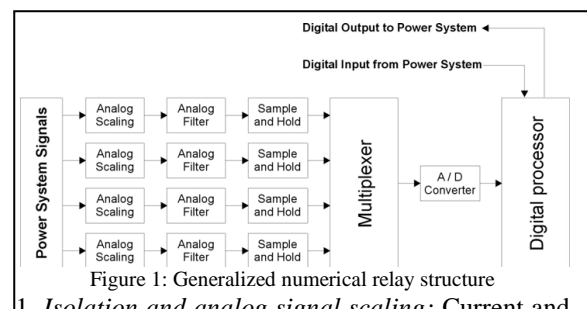 Digital Output to Power System
Digital Input from Power System
Power System Signals
Analog
Scaling
Analog
Filter
Sample
and Hold
Analog
Scaling
Analog
Filter
Sample
and Hold
Analog
Scaling
Analog
Filter
Sample
and Hold
Analog
Scaling
Analog
Filter
Sample
and Hold
Multiplexer
A / D
Converter
Digital processor
Figure 1: Generalized numerical relay structure
1. Isolation and analog signal scaling: Current and